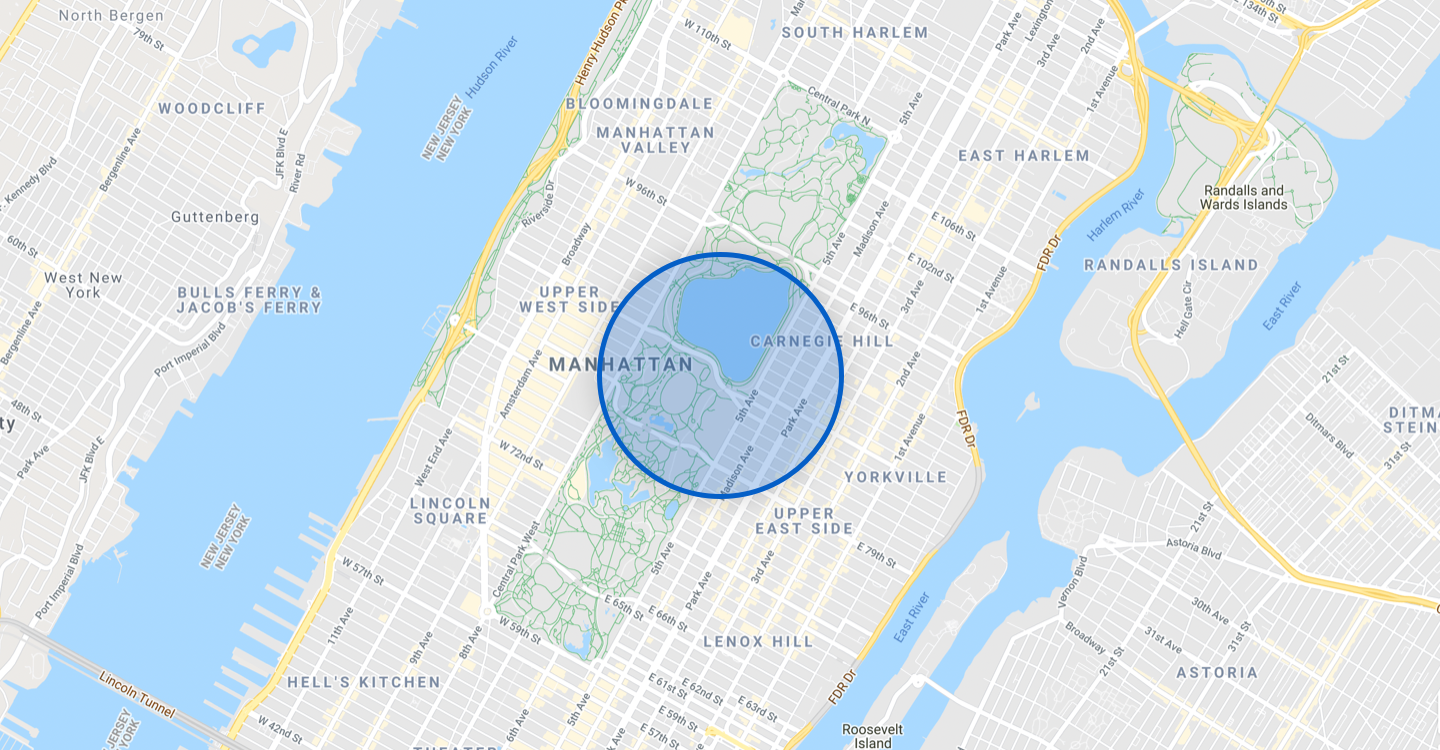 North Bergen
79th St
WOODCLIFF
Hudson River
NEW JERSEY
NEW YORK
Henry Hudson Pk
W 110th St
SOUTH HARLEM
Park Ave
Lexington
3rd Ave
2nd Ave
134th St
BLOOMINGDALE
MANHATTAN
VALLEY
Central Park N
5th Ave
1st Avenue
EAST HARLEM
Bergenline Ave
JFK Blvd E
River Rd
Kennedy Blvd
Guttenberg
60th St
West New
York
BULLS FERRY &
JACOB'S FERRY
Port Imperial Blvd
Bergenline Ave
Riverside Dr
Broadway
W 96th St
5th Ave
Madison Ave
E 106th St
E 102nd St
Harlem River
FDR Dr
Randalls and
Wards Islands
RANDALLS ISLAND
Hell Gate Cir
East River
UPPER
WEST SIDE
E 96th St
3rd Ave
1st Avenue
CARNEGIE HILL
MANHATTAN
Amsterdam Ave
5th Ave
Park Ave
2nd Ave
1st Avenue
FDR Dr
21st St
DITMA
STEIN
Ditmars Blvd
31st St
48th St
ty
Park Ave
JFK Blvd E
West End Ave
W 72nd St
Madison Ave
YORKVILLE
LINCOLN
SQUARE
UPPER
EAST SIDE
21st St
NEW JERSEY
NEW YORK
Port Imperial Blvd
W 57th St
Central Park West
5th Ave
Park Ave
3rd Ave
E 79th St
Astoria Blvd
Vernon Blvd
East River
11th Ave
9th Ave
8th Ave
W 59th St
E 65th St
E 66th St
LENOX HILL
30th Ave
31st Ave
31st St
Broadway
21st St
ASTORIA
HELL'S KITCHEN
Lincoln Tunnel
W 42nd St
6th Ave
5th Ave
E 61st St
E 62nd St
E 63rd St
E 59th St
E 57th St
FDR Dr
Roosevelt
Island